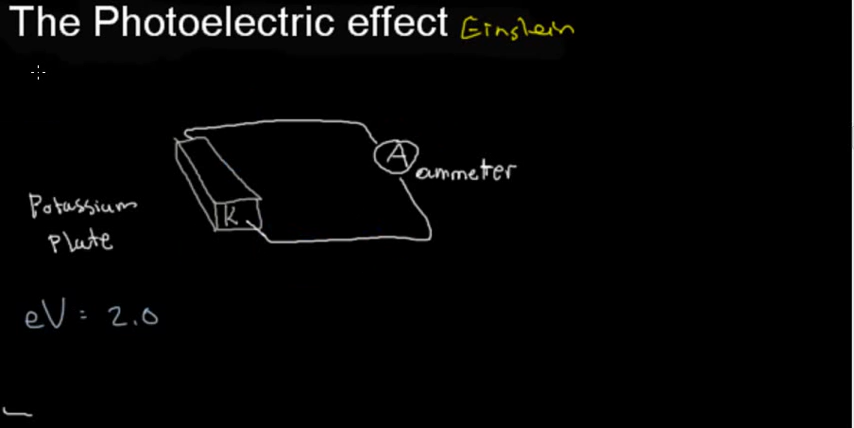 The Photoelectric effect Einstein
A
ammeter
Potassium
Plate
K
eV = 2.0